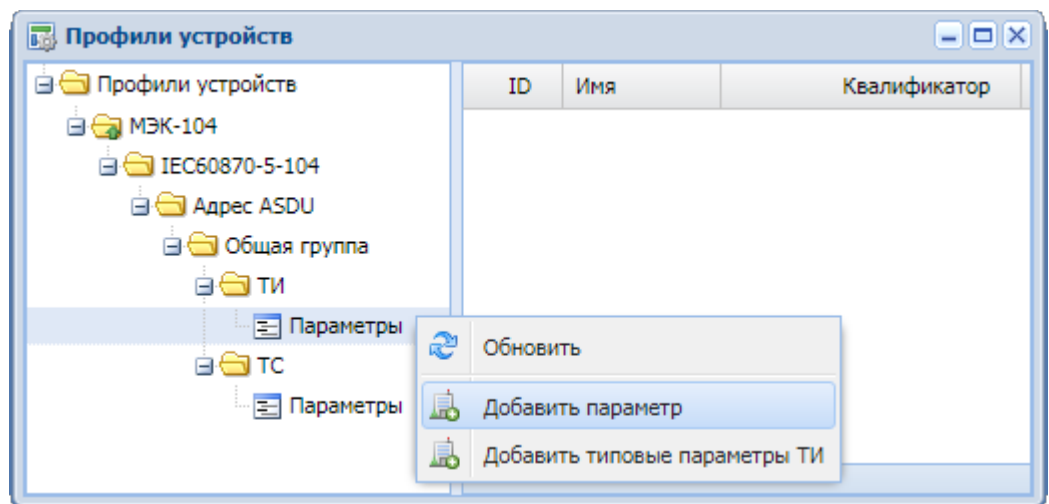 Профили устройств
Профили устройств
ID Имя Квалификатор
МЭК-104
IEC60870-5-104
Адрес ASDU
Общая группа
ТИ
Параметры
Обновить
ТС
Параметры
Добавить параметр
Добавить типовые параметры ТИ